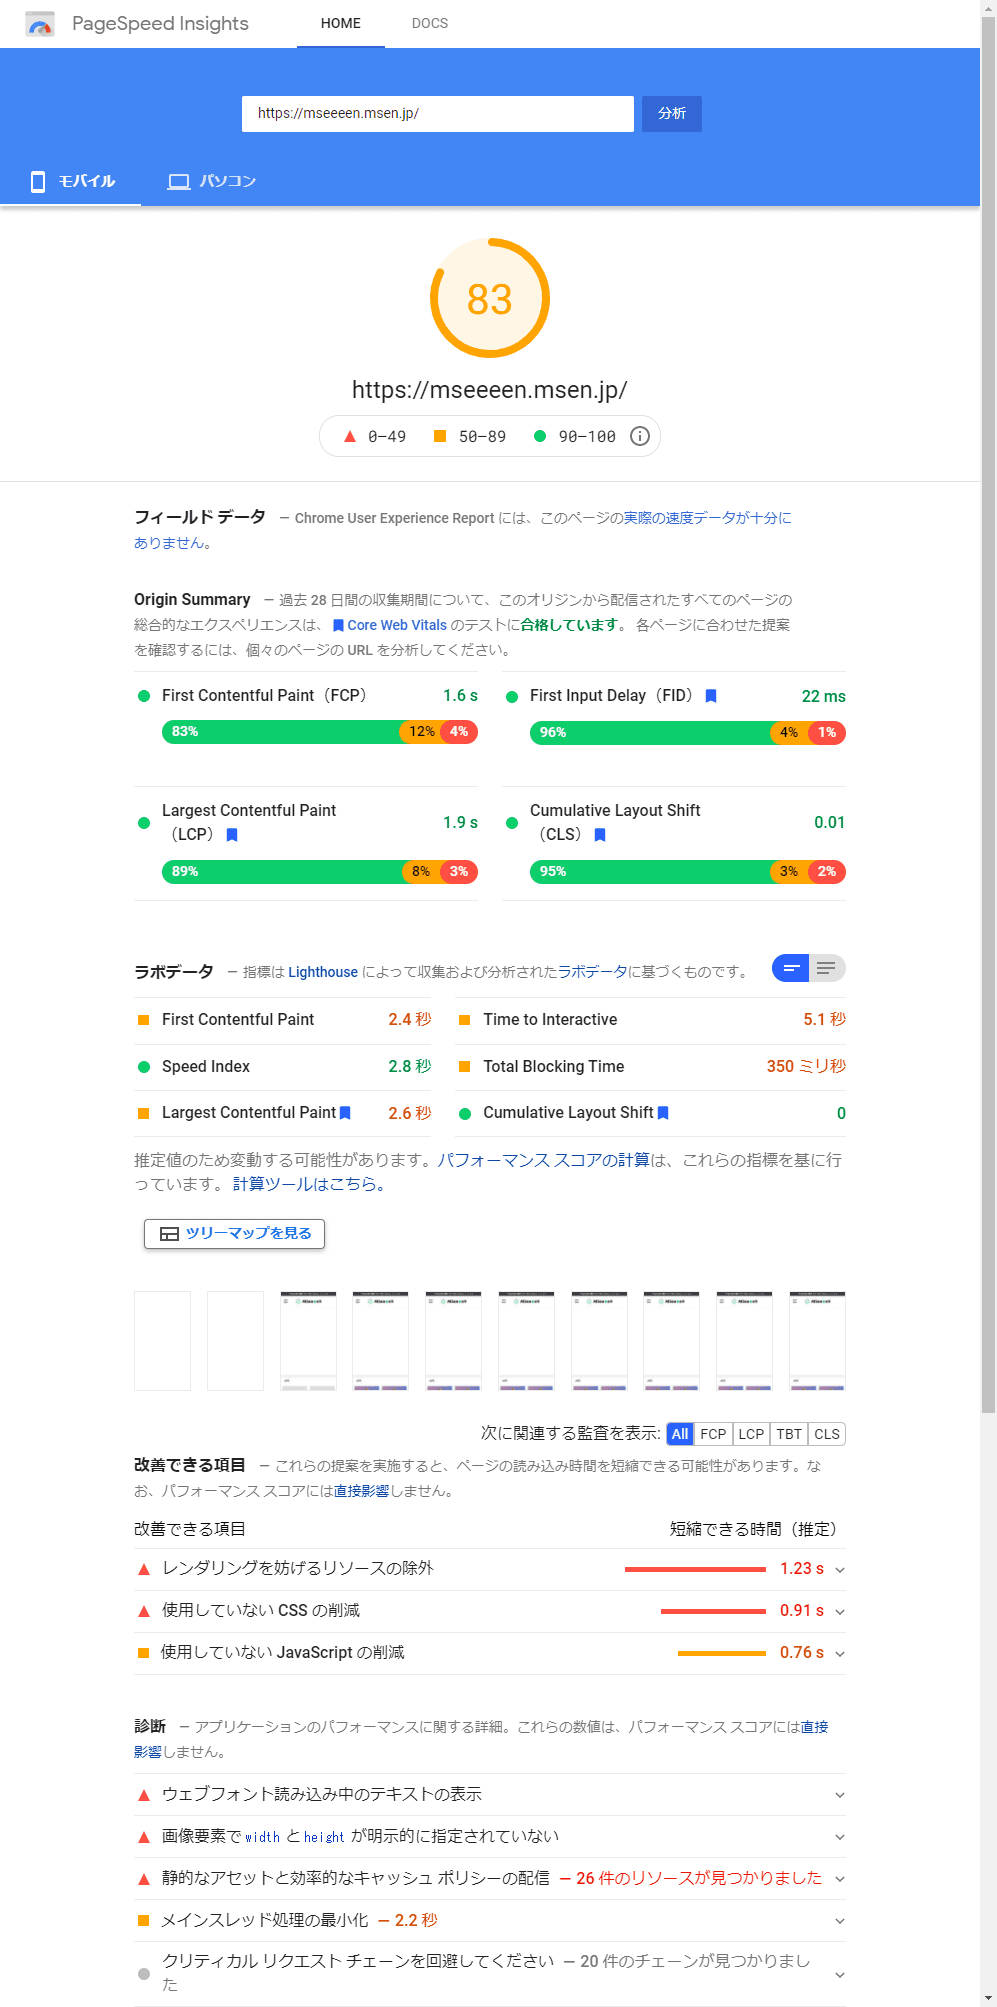 PageSpeed Insights
HOME
DOCS
https://mseeeen.msen.jp/
分析
モバイル
パソコン
83
https://mseeeen.msen.jp/
0–49
50–89
90–100
フィールド データ — Chrome User Experience Report には、このページの実際の速度データが十分に
ありません。
Origin Summary — 過去 28 日間の収集期間について、このオリジンから配信されたすべてのページの
総合的なエクスペリエンスは、 Core Web Vitals のテストに合格しています。 各ページに合わせた提案
を確認するには、個々のページの URL を分析してください。
First Contentful Paint（FCP） 1.6 s
83% 12% 4%
First Input Delay（FID） 22 ms
96% 4% 1%
Largest Contentful Paint
（LCP） 1.9 s
89% 8% 3%
Cumulative Layout Shift
（CLS） 0.01
95% 3% 2%
ラボデータ — 指標は Lighthouse によって収集および分析されたラボデータに基づくものです。
First Contentful Paint 2.4 秒
Time to Interactive 5.1 秒
Speed Index 2.8 秒
Total Blocking Time 350 ミリ秒
Largest Contentful Paint 2.6 秒
Cumulative Layout Shift 0
推定値のため変動する可能性があります。パフォーマンス スコアの計算は、これらの指標を基に行
っています。 計算ツールはこちら。
ツリーマップを見る
次に関連する監査を表示: All FCP LCP TBT CLS
改善できる項目 — これらの提案を実施すると、ページの読み込み時間を短縮できる可能性があります。な
お、パフォーマンス スコアには直接影響しません。
改善できる項目 短縮できる時間（推定）
レンダリングを妨げるリソースの除外 1.23 s
使用していない CSS の削減 0.91 s
使用していない JavaScript の削減 0.76 s
診断 — アプリケーションのパフォーマンスに関する詳細。これらの数値は、パフォーマンス スコアには直接
影響しません。
ウェブフォント読み込み中のテキストの表示
画像要素で width と height が明示的に指定されていない
静的なアセットと効率的なキャッシュ ポリシーの配信 — 26 件のリソースが見つかりました
メインスレッド処理の最小化 — 2.2 秒
クリティカル リクエスト チェーンを回避してください — 20 件のチェーンが見つかりまし
た